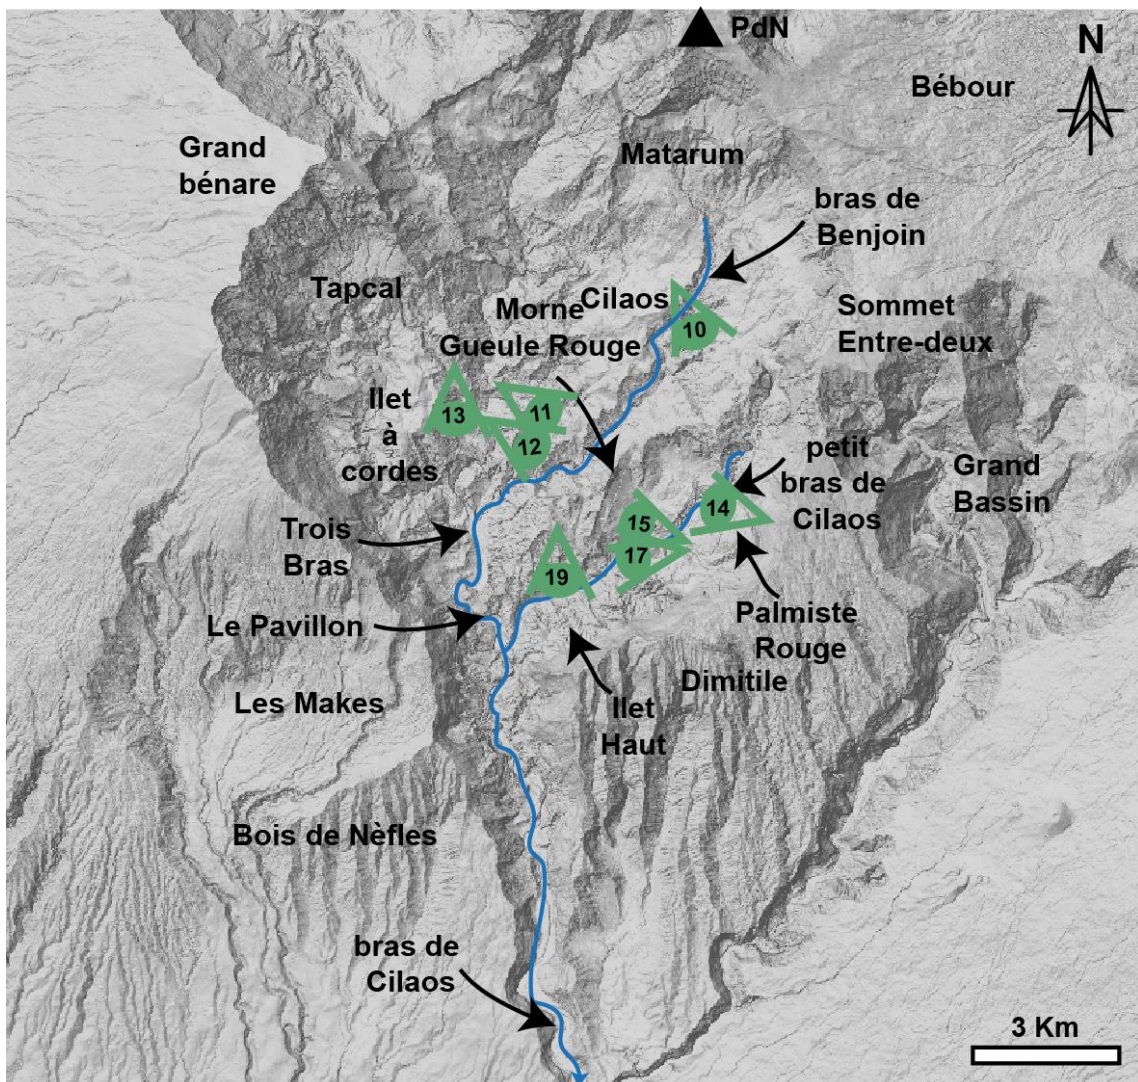 PdN
N
Bébour
Grand
bénare
Matarum
bras de
Benjoin
Tapcal
Cilaos
Morne
Gueule Rouge
Sommet
Entre-deux
10
13
11
12
Ilet
à
cordes
petit
bras de
Cilaos
Grand
Bassin
14
15
17
19
Trois
Bras
Le Pavillon
Palmiste
Rouge
Dimitile
Les Makes
Ilet
Haut
Bois de Nèfles
bras de
Cilaos
3 Km